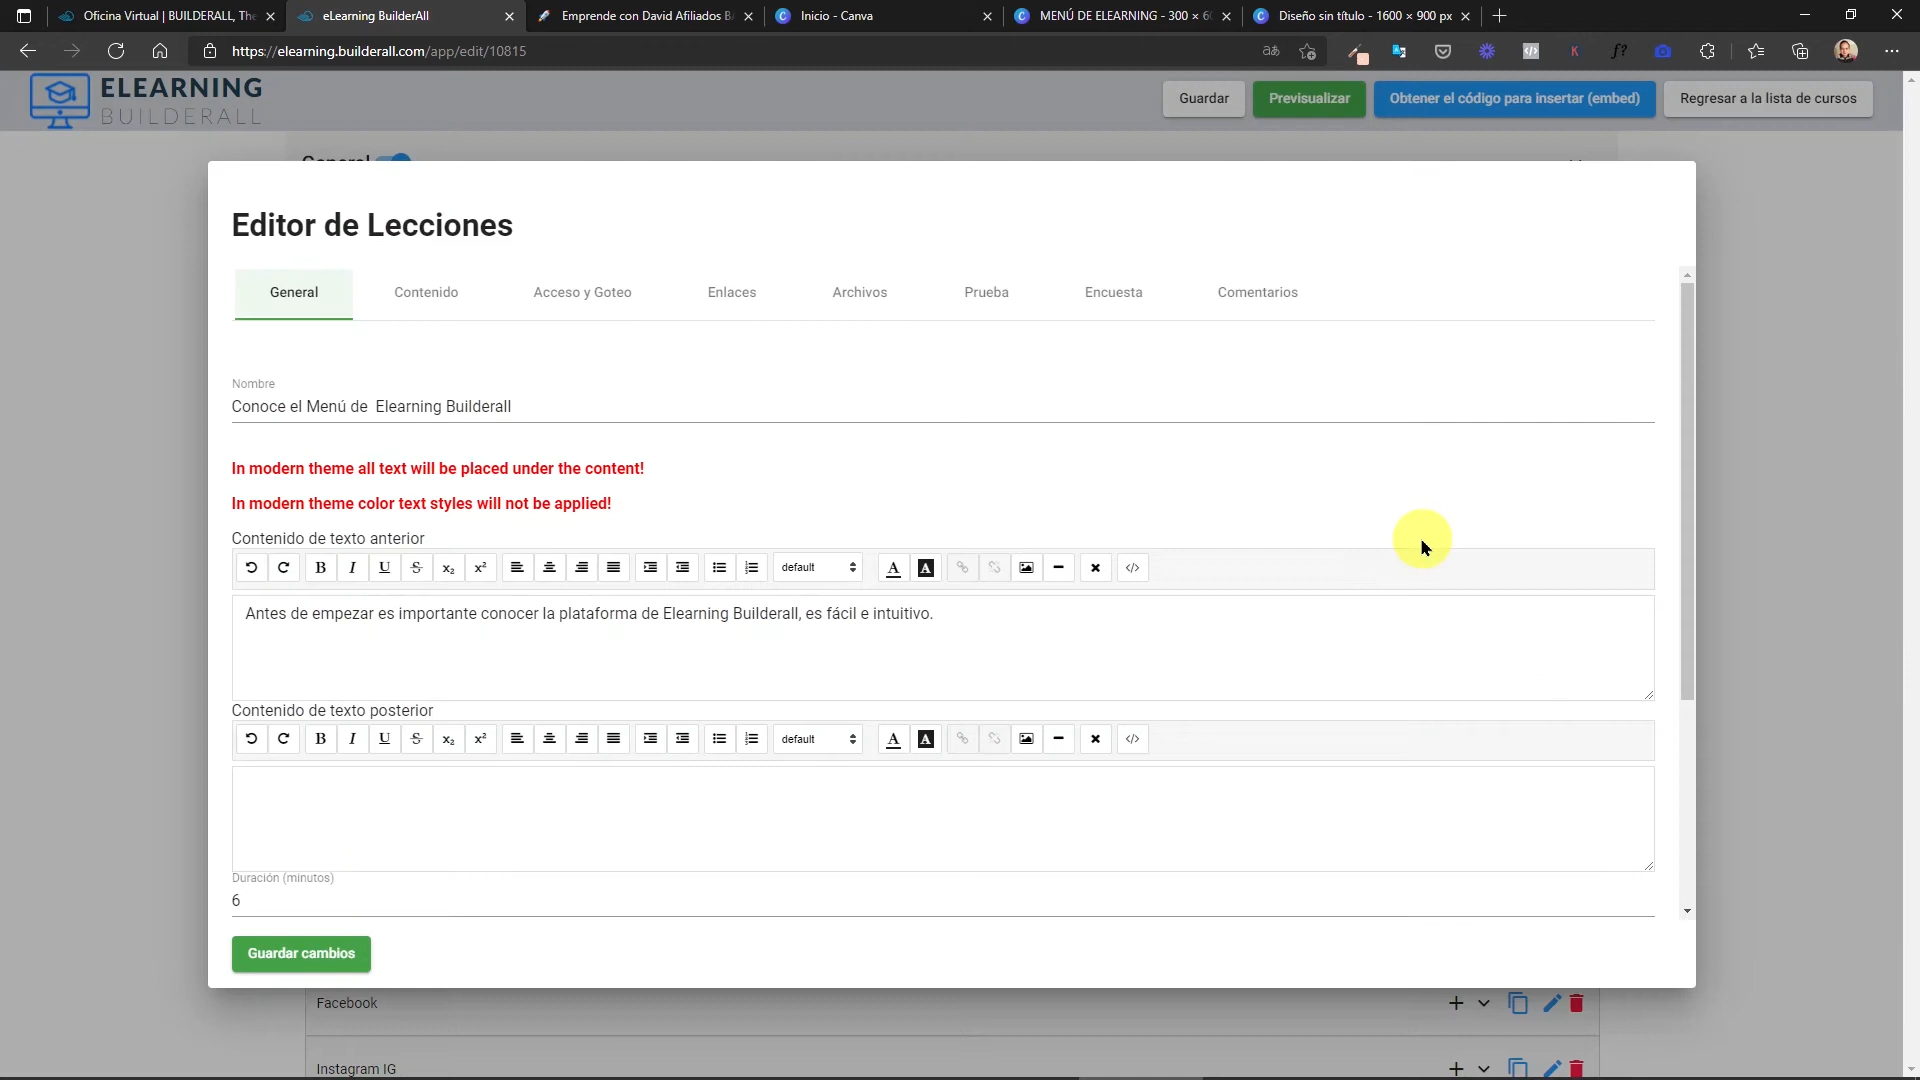 Oficina Virtual | BUILDERALL, The
eLearning BuilderAll
Emprende con David Afiliados B
Inicio - Canva
MENÚ DE ELEARNING - 300 × 6
Diseño sin título - 1600 × 900 px
https://elearning.builderall.com/app/edit/10815
ELEARNING
BUILDERALL
Guardar
Previsualizar
Obtener el código para insertar (embed)
Regresar a la lista de cursos
General
Editor de Lecciones
General
Contenido
Acceso y Goteo
Enlaces
Archivos
Prueba
Encuesta
Comentarios
Nombre
Conoce el Menú de  Elearning Builderall
In modern theme all text will be placed under the content!
In modern theme color text styles will not be applied!
Contenido de texto anterior
default
Antes de empezar es importante conocer la plataforma de Elearning Builderall, es fácil e intuitivo.
Contenido de texto posterior
default
Duración (minutos)
6
Guardar cambios
Facebook
Instagram IG